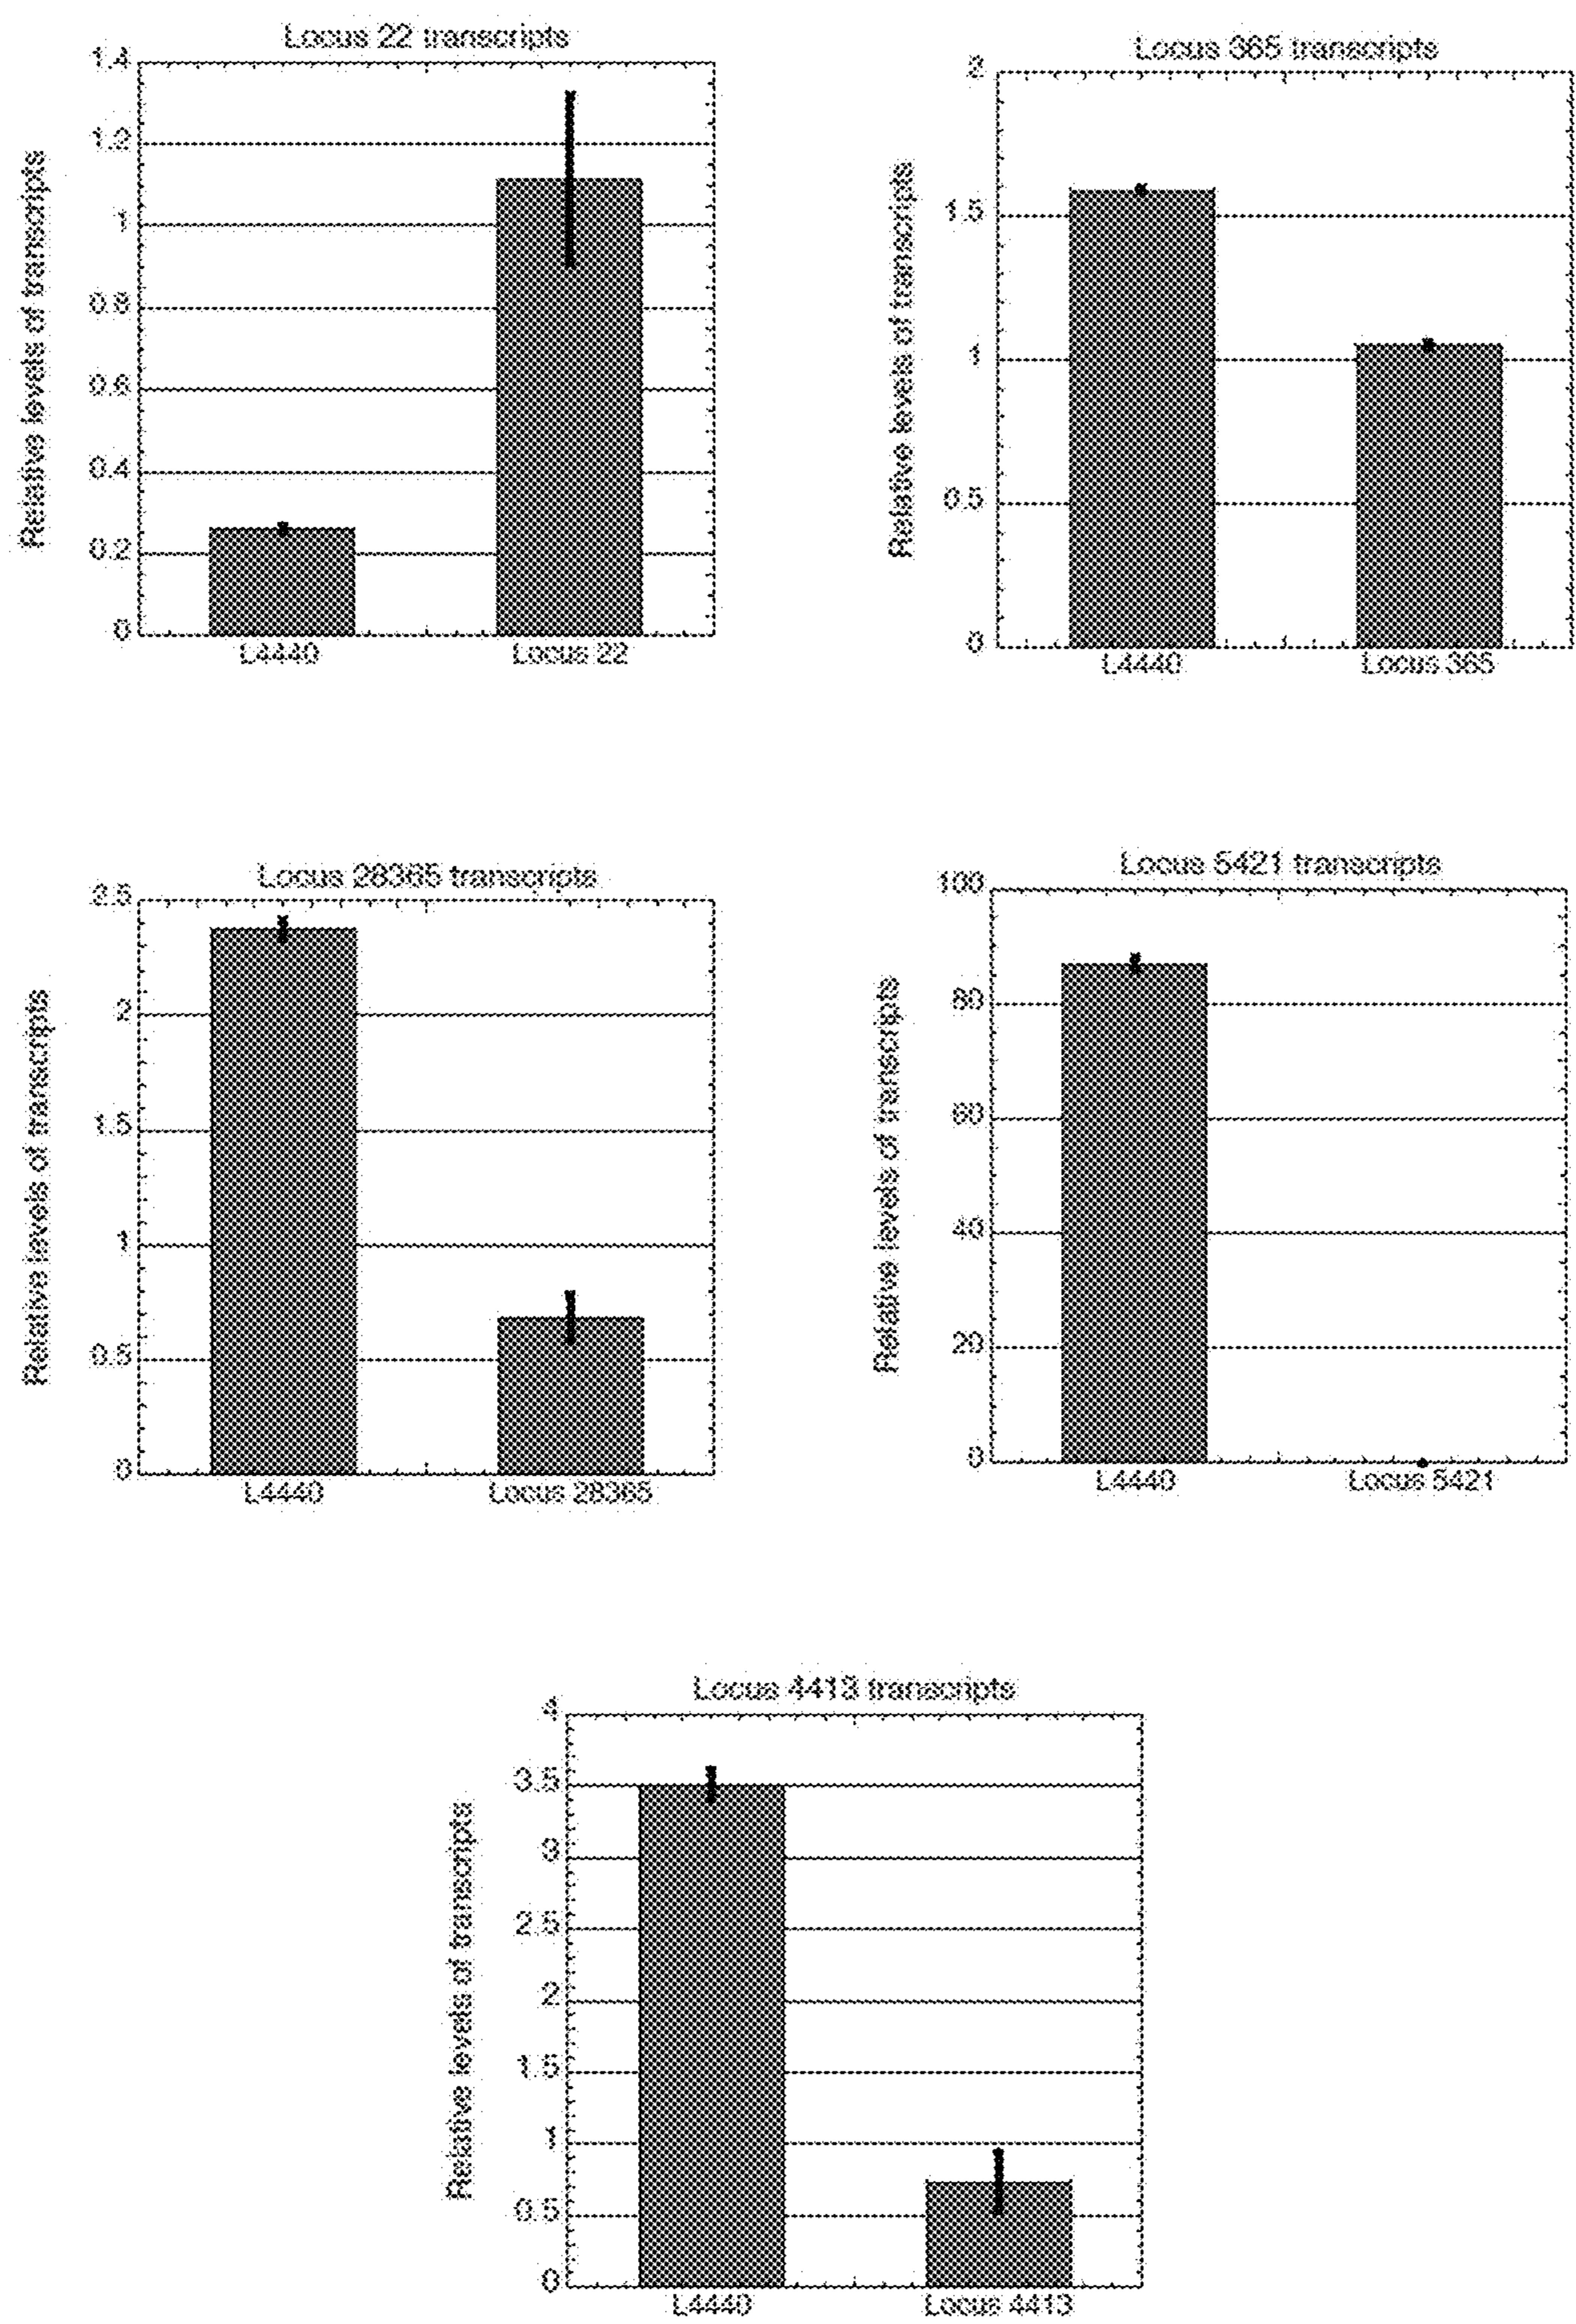 Locus 22 transcripts
Relative levels of transcripts
1.4
1.2
1
0.8
0.6
0.4
0.2
0
L4440
Locus 22
Locus 365 transcripts
Relative levels of transcripts
2
1.5
1
0.5
0
L4440
Locus 365
Locus 28365 transcripts
Relative levels of transcripts
2.5
2
1.5
1
0.5
0
L4440
Locus 28365
Locus 5421 transcripts
Relative levels of transcripts
100
80
60
40
20
0
L4440
Locus 5421
Locus 4413 transcripts
Relative levels of transcripts
4
3.5
3
2.5
2
1.5
1
0.5
0
L4440
Locus 4413